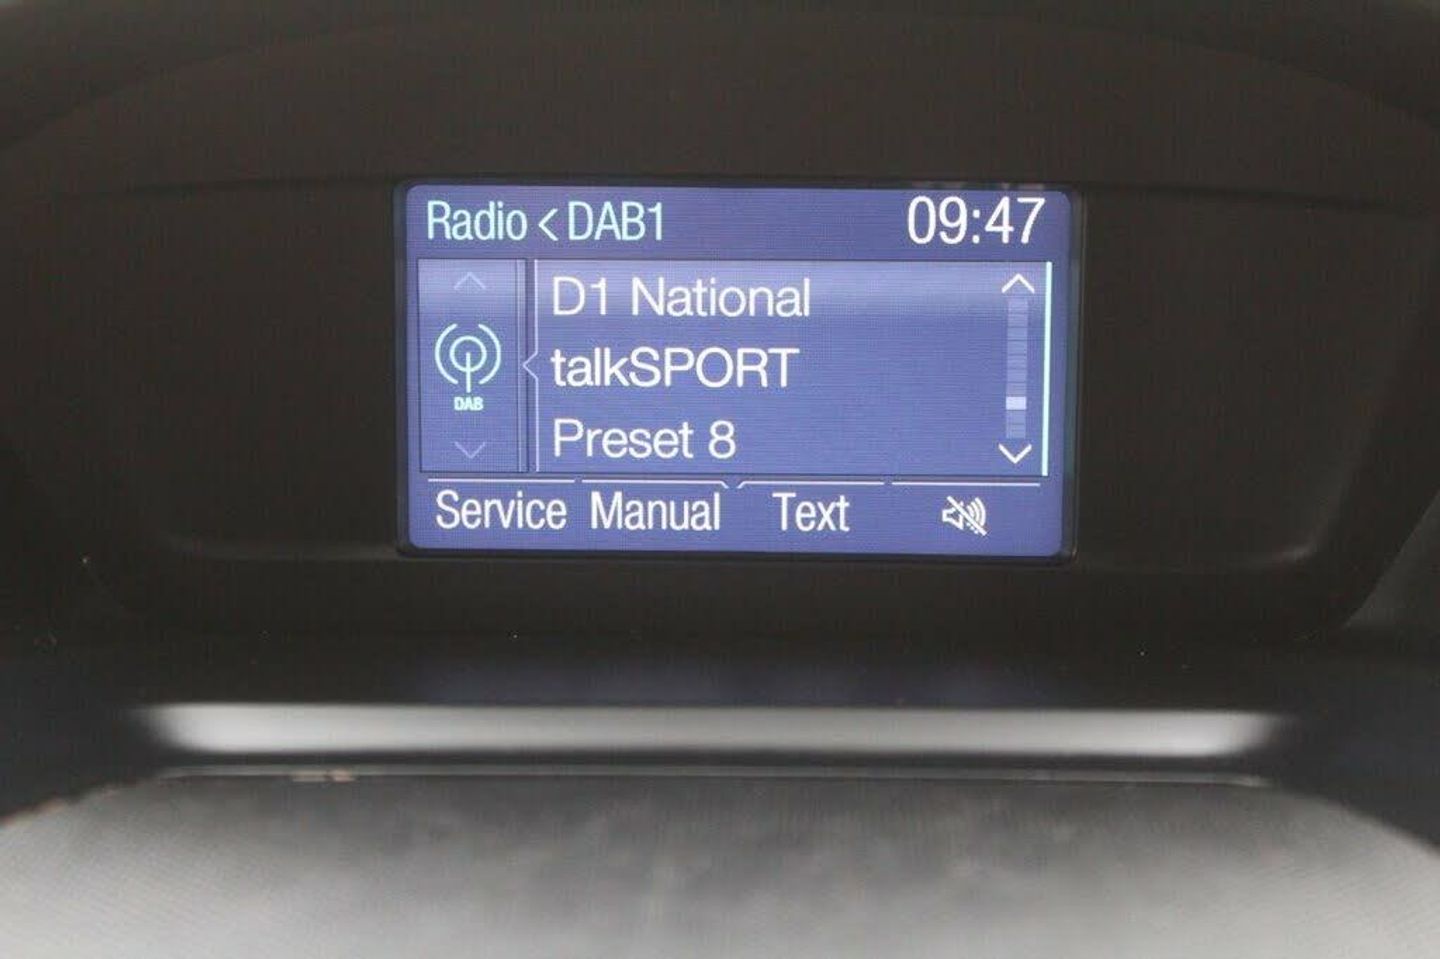 Radio < DAB1 09:47
D1 National
talkSPORT
DAB
Preset 8
Service Manual Text